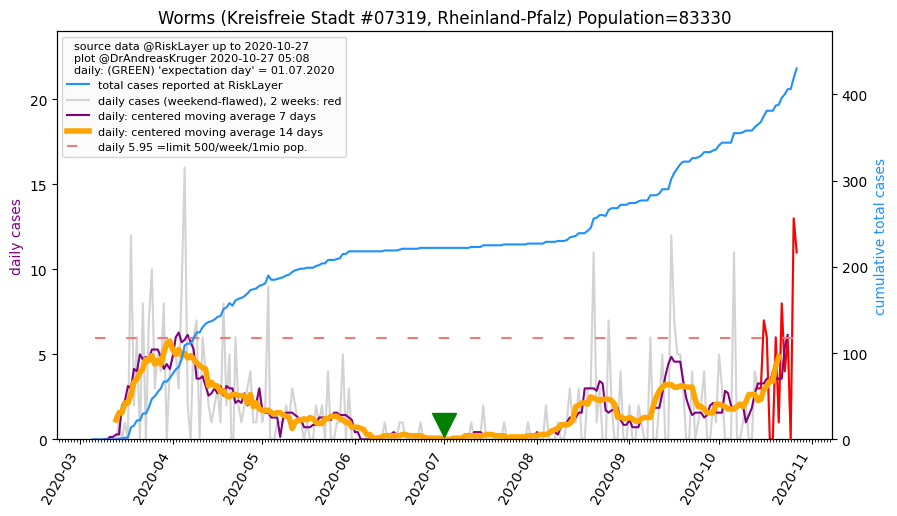 Worms (Kreisfreie Stadt #07319, Rheinland-Pfalz) Population=83330
source data @RiskLayer up to 2020-10-27
plot @DrAndreasKruger 2020-10-27 05:08
daily: (GREEN) 'expectation day' = 01.07.2020
total cases reported at RiskLayer
daily cases (weekend-flawed), 2 weeks: red
daily: centered moving average 7 days
daily: centered moving average 14 days
daily 5.95 =limit 500/week/1mio pop.
daily cases
20
15
10
5
0
cumulative total cases
400
300
200
100
0
2020-03
2020-04
2020-05
2020-06
2020-07
2020-08
2020-09
2020-10
2020-11